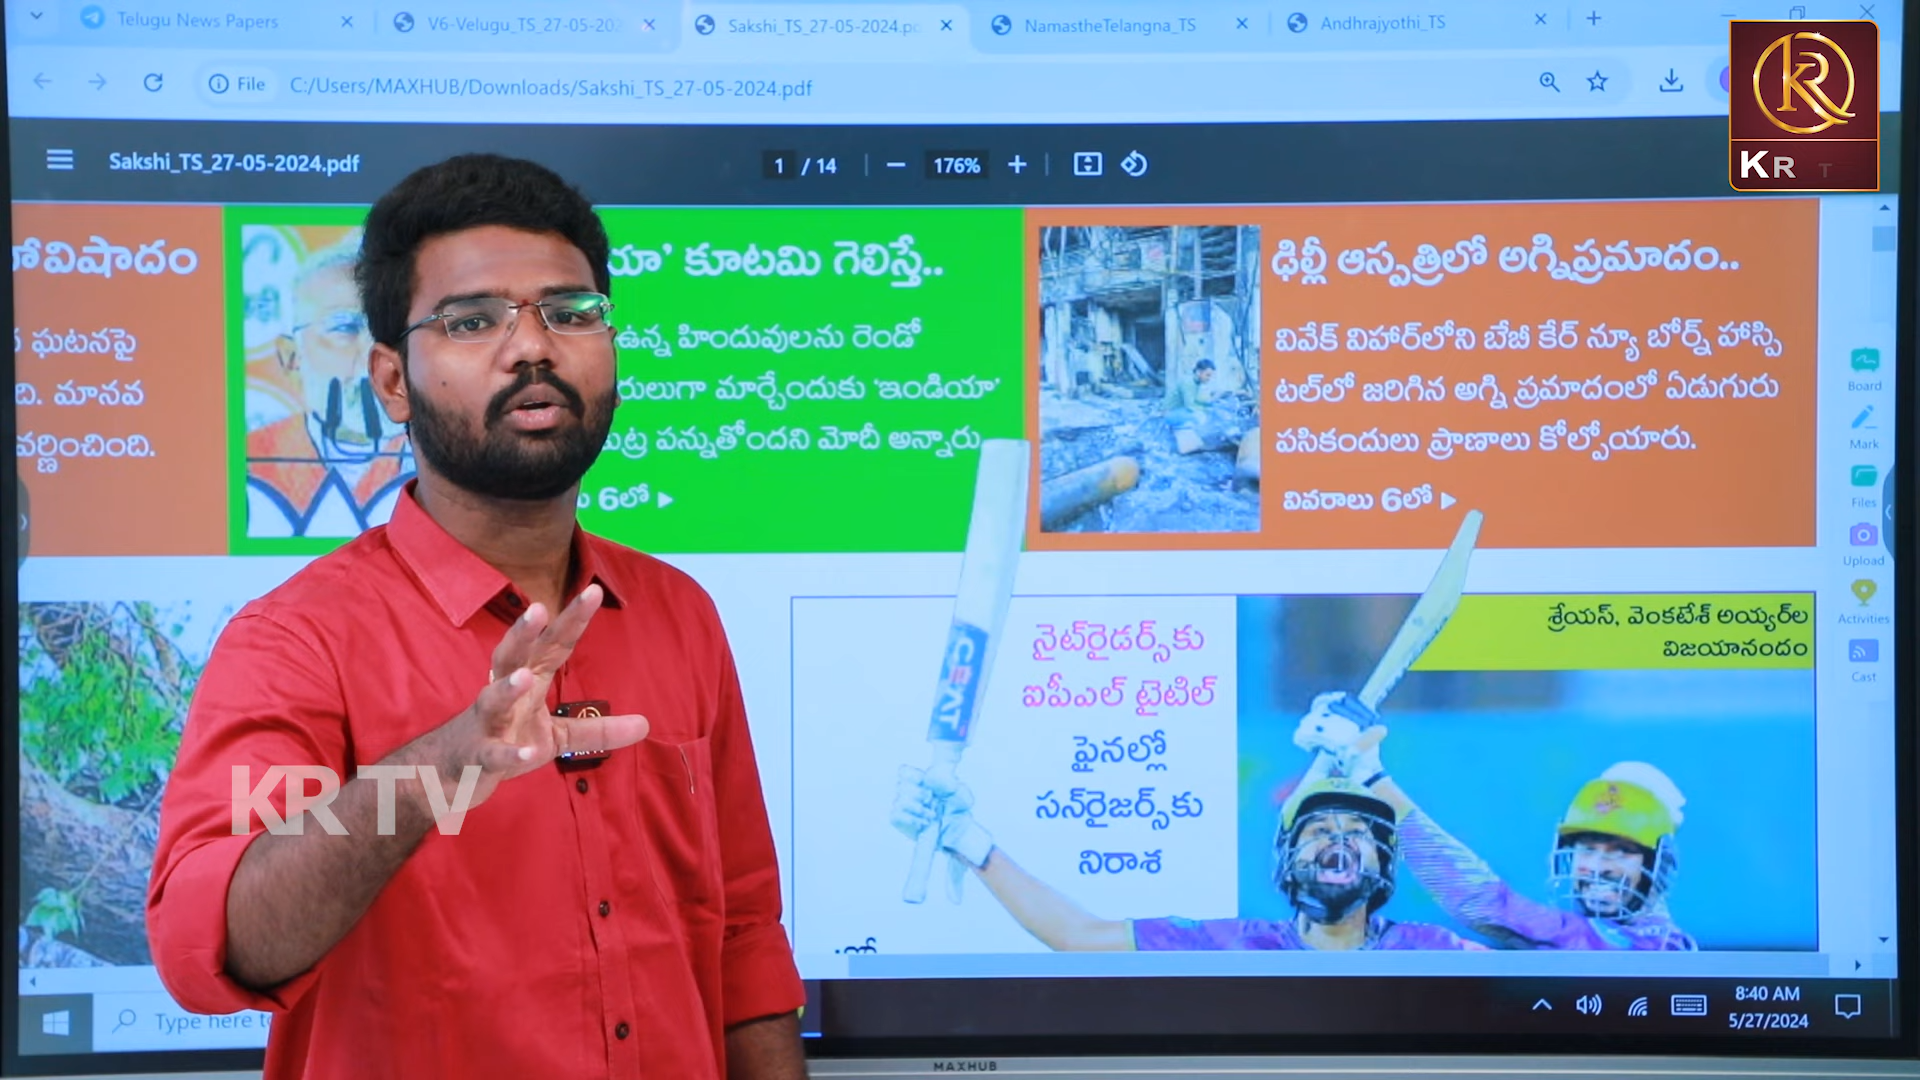 Telugu News Papers
V6-Velugu_TS_27-05-202
Sakshi_TS_27-05-2024.pd
NamastheTelangna_TS
Andhrajyothi_TS
File
C:/Users/MAXHUB/Downloads/Sakshi_TS_27-05-2024.pdf
KR T
Sakshi_TS_27-05-2024.pdf
1 / 14
176%
ఘటనపై
ది. మానవ
వర్ణించింది.
కూటమి గెలిస్తే..
ఉన్న హిందువులను రెండో
మార్చేందుకు 'ఇండియా'
పన్నుతోందని మోదీ అన్నారు
6లో ▶
ఢిల్లీ ఆస్పత్రిలో అగ్నిప్రమాదం..
వివేక్ విహార్‌లోని బేబీ కేర్ న్యూ బోర్న్ హాస్పి
టల్‌లో జరిగిన అగ్ని ప్రమాదంలో ఏడుగురు
పసికందులు ప్రాణాలు కోల్పోయారు.
వివరాలు 6లో ▶
నైట్‌రైడర్స్‌కు
ఐపీఎల్ టైటిల్
ఫైనల్లో
సన్‌రైజర్స్‌కు
నిరాశ
శ్రేయస్, వెంకటేశ్ అయ్యర్‌ల
విజయానందం
CEAT
Board
Mark
Files
Upload
Activities
Cast
KR TV
Type here to
8:40 AM
5/27/2024
MAXHUB